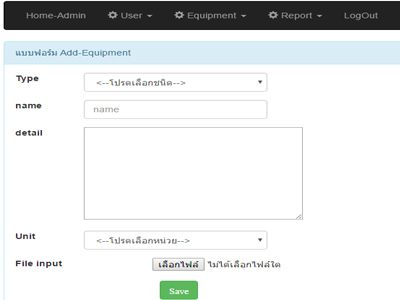 Home-Admin User Equipment Report LogOut
แบบฟอร์ม Add-Equipment
Type <--โปรดเลือกชนิด-->
name name
detail
Unit <--โปรดเลือกหน่วย-->
File input เลือกไฟล์ ไม่ได้เลือกไฟล์ใด
Save